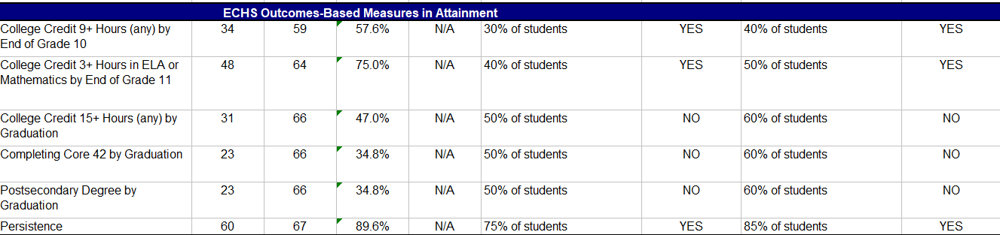 ECHS Outcomes-Based Measures in Attainment
College Credit 9+ Hours (any) by 34 59 57.6% N/A 30% of students YES 40% of students YES
End of Grade 10
College Credit 3+ Hours in ELA or 48 64 75.0% N/A 40% of students YES 50% of students YES
Mathematics by End of Grade 11
College Credit 15+ Hours (any) by 31 66 47.0% N/A 50% of students NO 60% of students NO
Graduation
Completing Core 42 by Graduation 23 66 34.8% N/A 50% of students NO 60% of students NO
Postsecondary Degree by 23 66 34.8% N/A 50% of students NO 60% of students NO
Graduation
Persistence 60 67 89.6% N/A 75% of students YES 85% of students YES